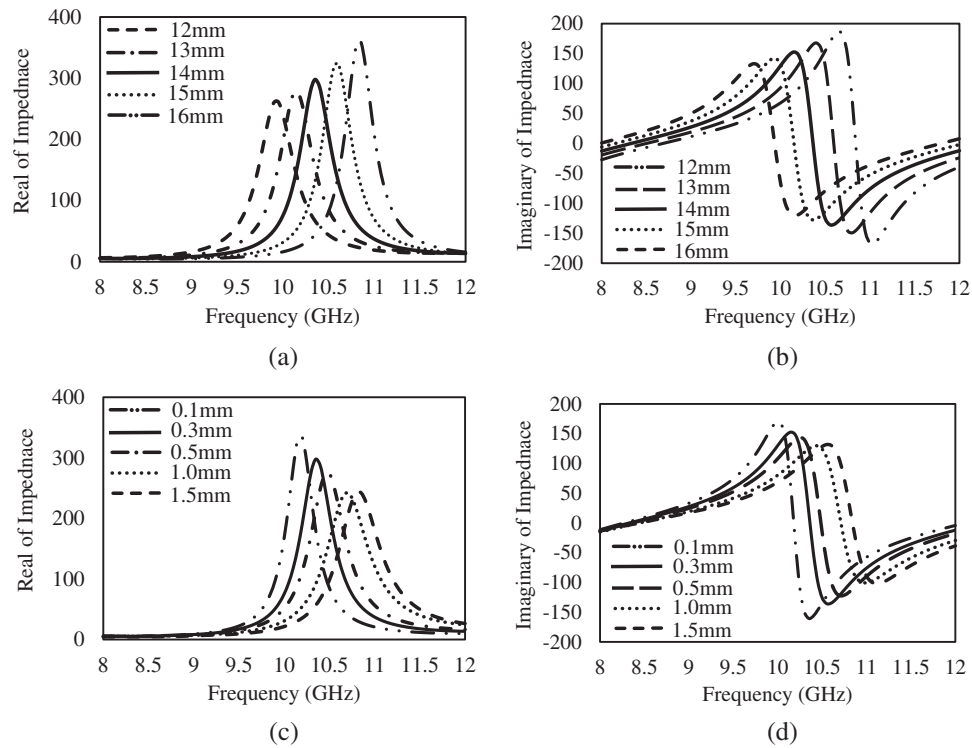 400
300
200
100
0
Real of Impednace
12mm
13mm
14mm
15mm
16mm
8 8.5 9 9.5 10 10.5 11 11.5 12
Frequency (GHz)
(a)
200
150
100
50
0
-50
-100
-150
-200
Imaginary of Impednace
12mm
13mm
14mm
15mm
16mm
8 8.5 9 9.5 10 10.5 11 11.5 12
Frequency (GHz)
(b)
400
300
200
100
0
Real of Impednace
0.1mm
0.3mm
0.5mm
1.0mm
1.5mm
8 8.5 9 9.5 10 10.5 11 11.5 12
Frequency (GHz)
(c)
200
150
100
50
0
-50
-100
-150
-200
Imaginary of Impednace
0.1mm
0.3mm
0.5mm
1.0mm
1.5mm
8 8.5 9 9.5 10 10.5 11 11.5 12
Frequency (GHz)
(d)